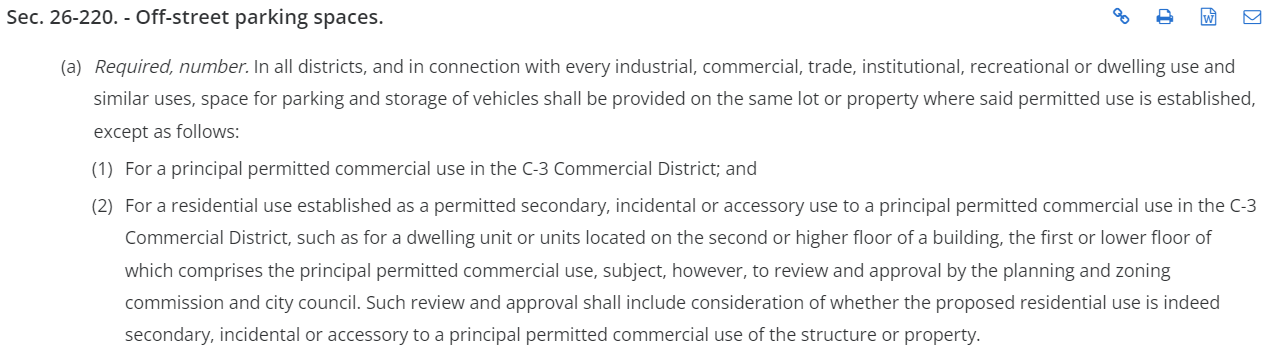 Sec. 26-220. - Off-street parking spaces.
(a) Required, number. In all districts, and in connection with every industrial, commercial, trade, institutional, recreational or dwelling use and
similar uses, space for parking and storage of vehicles shall be provided on the same lot or property where said permitted use is established,
except as follows:
(1) For a principal permitted commercial use in the C-3 Commercial District; and
(2) For a residential use established as a permitted secondary, incidental or accessory use to a principal permitted commercial use in the C-3
Commercial District, such as for a dwelling unit or units located on the second or higher floor of a building, the first or lower floor of
which comprises the principal permitted commercial use, subject, however, to review and approval by the planning and zoning
commission and city council. Such review and approval shall include consideration of whether the proposed residential use is indeed
secondary, incidental or accessory to a principal permitted commercial use of the structure or property.